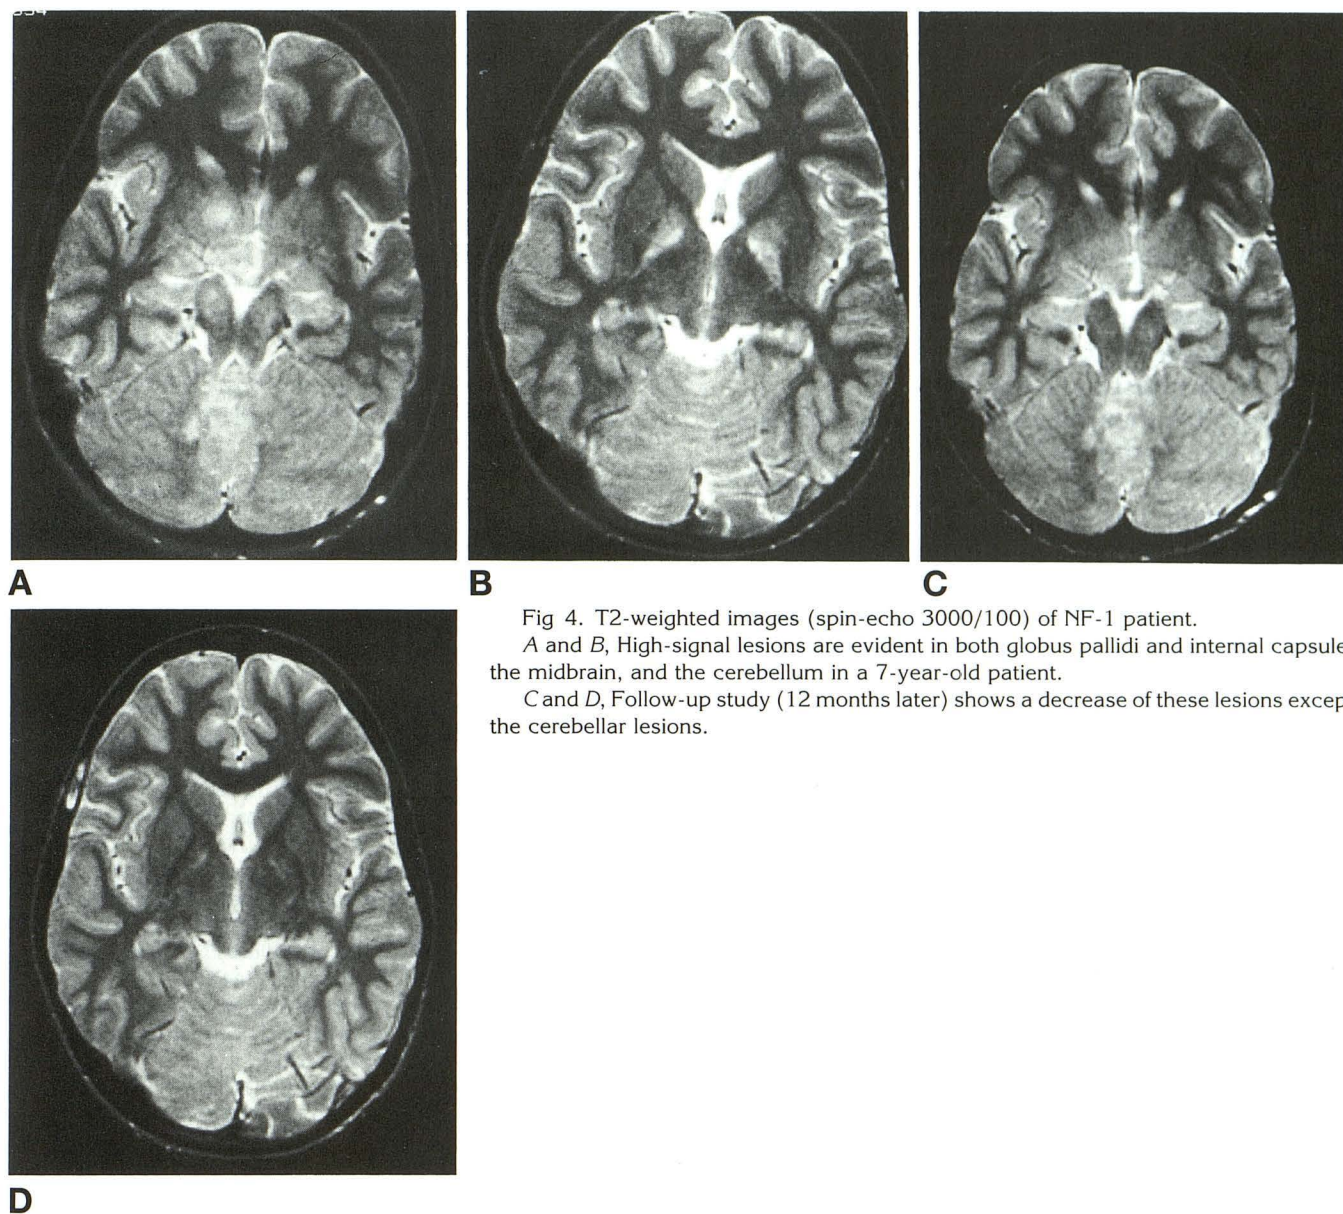 A
B
C
Fig 4. T2-weighted images (spin-echo 3000/100) of NF-1 patient.
A and B, High-signal lesions are evident in both globus pallidi and internal capsule
the midbrain, and the cerebellum in a 7-year-old patient.
C and D, Follow-up study (12 months later) shows a decrease of these lesions excep
the cerebellar lesions.
D